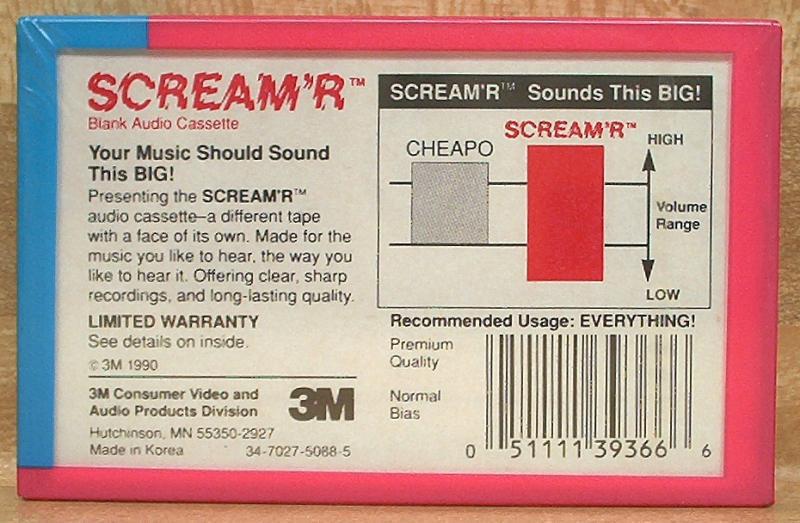 SCREAM'R™
Blank Audio Cassette
Your Music Should Sound
This BIG!
Presenting the SCREAM'R™
audio cassette–a different tape
with a face of its own. Made for the
music you like to hear, the way you
like to hear it. Offering clear, sharp
recordings, and long-lasting quality.
LIMITED WARRANTY
See details on inside.
© 3M 1990
3M Consumer Video and
Audio Products Division
3M
Hutchinson, MN 55350-2927
Made in Korea 34-7027-5088-5
SCREAM'R™ Sounds This BIG!
SCREAM'R™
CHEAPO
HIGH
Volume
Range
LOW
Recommended Usage: EVERYTHING!
Premium
Quality
Normal
Bias
0 51111 39366 6